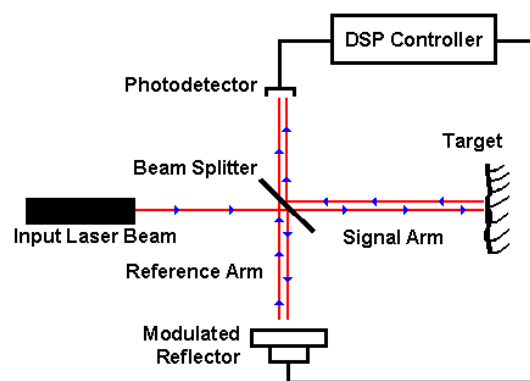 DSP Controller
Photodetector
Target
Beam Splitter
Input Laser Beam
Signal Arm
Reference Arm
Modulated
Reflector